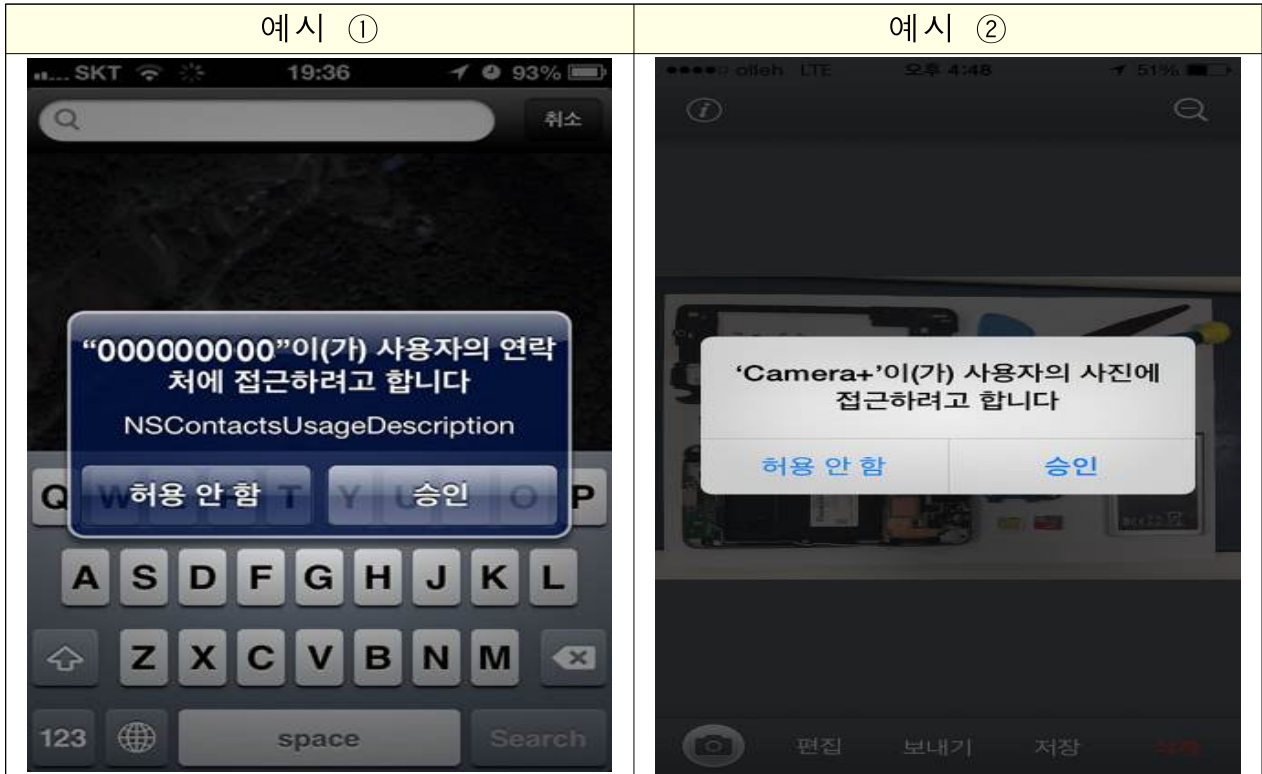 예시 ①
예시 ②
SKT 19:36 93%
취소
“000000000”이(가) 사용자의 연락
처에 접근하려고 합니다
NSContactsUsageDescription
허용 안 함 승인
Q W T Y U O P
A S D F G H J K L
Z X C V B N M
123 space Search
olleh LTE 오후 4:48 51%
‘Camera+’이(가) 사용자의 사진에
접근하려고 합니다
허용 안 함 승인
편집 보내기 저장